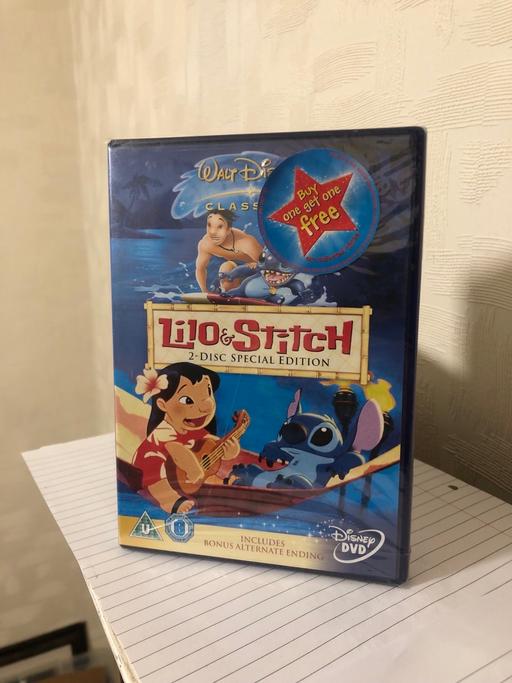 WALT
CLASS
BUY
one get one
free
LILO & STITCH
2-DISC SPECIAL EDITION
U
U
INCLUDES
BONUS ALTERNATE ENDING
DISNEY
DVD